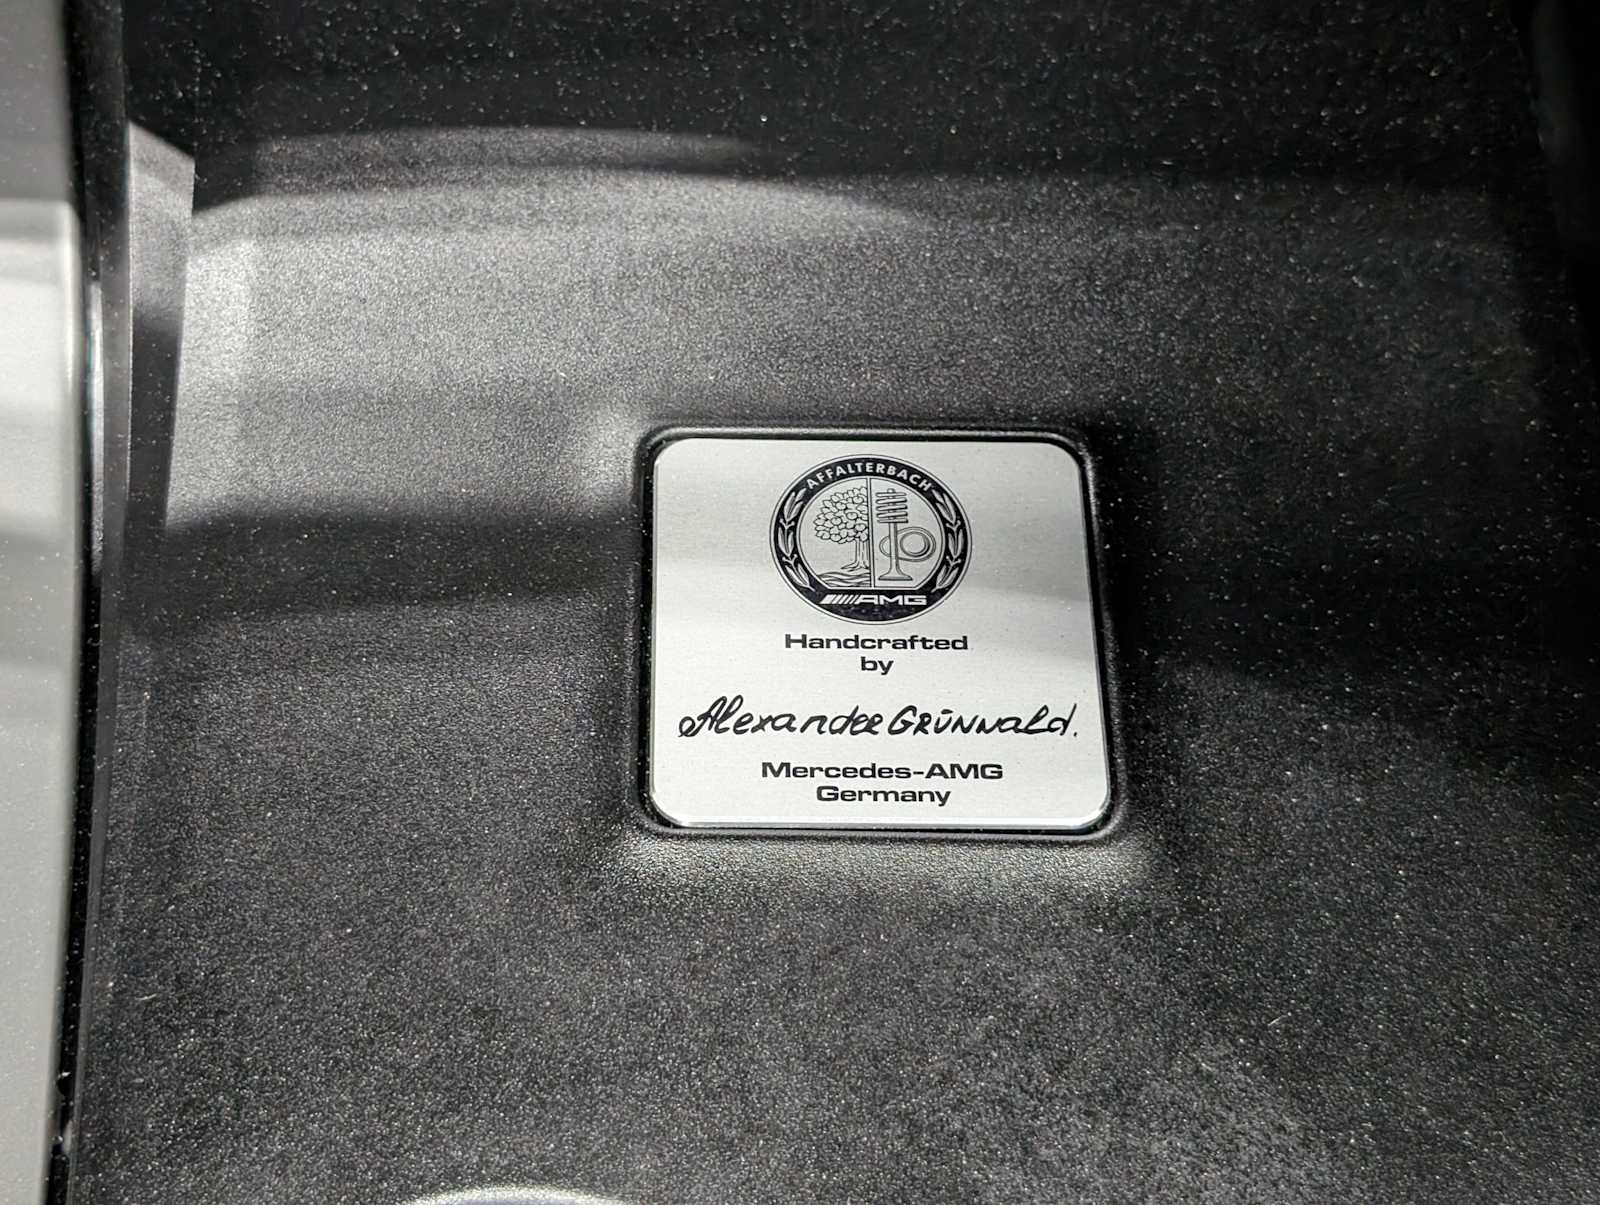 AFFALTERBACH
AMG
Handcrafted
by
Alexander Grünwald.
Mercedes-AMG
Germany